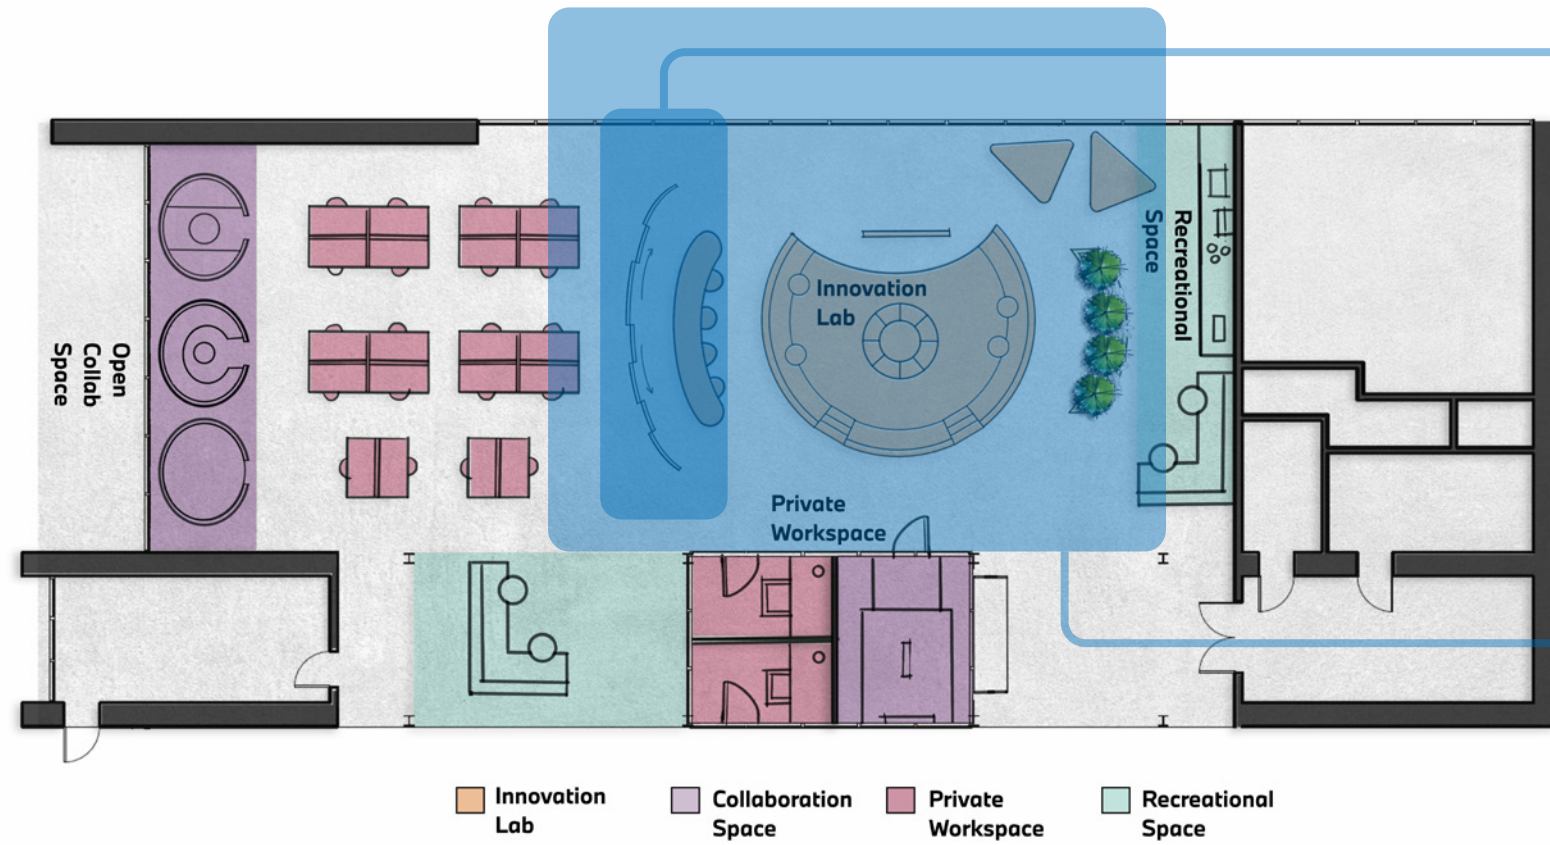 Open
Collab
Space
Innovation
Lab
Recreational
Space
Private
Workspace
Innovation
Lab
Collaboration
Space
Private
Workspace
Recreational
Space